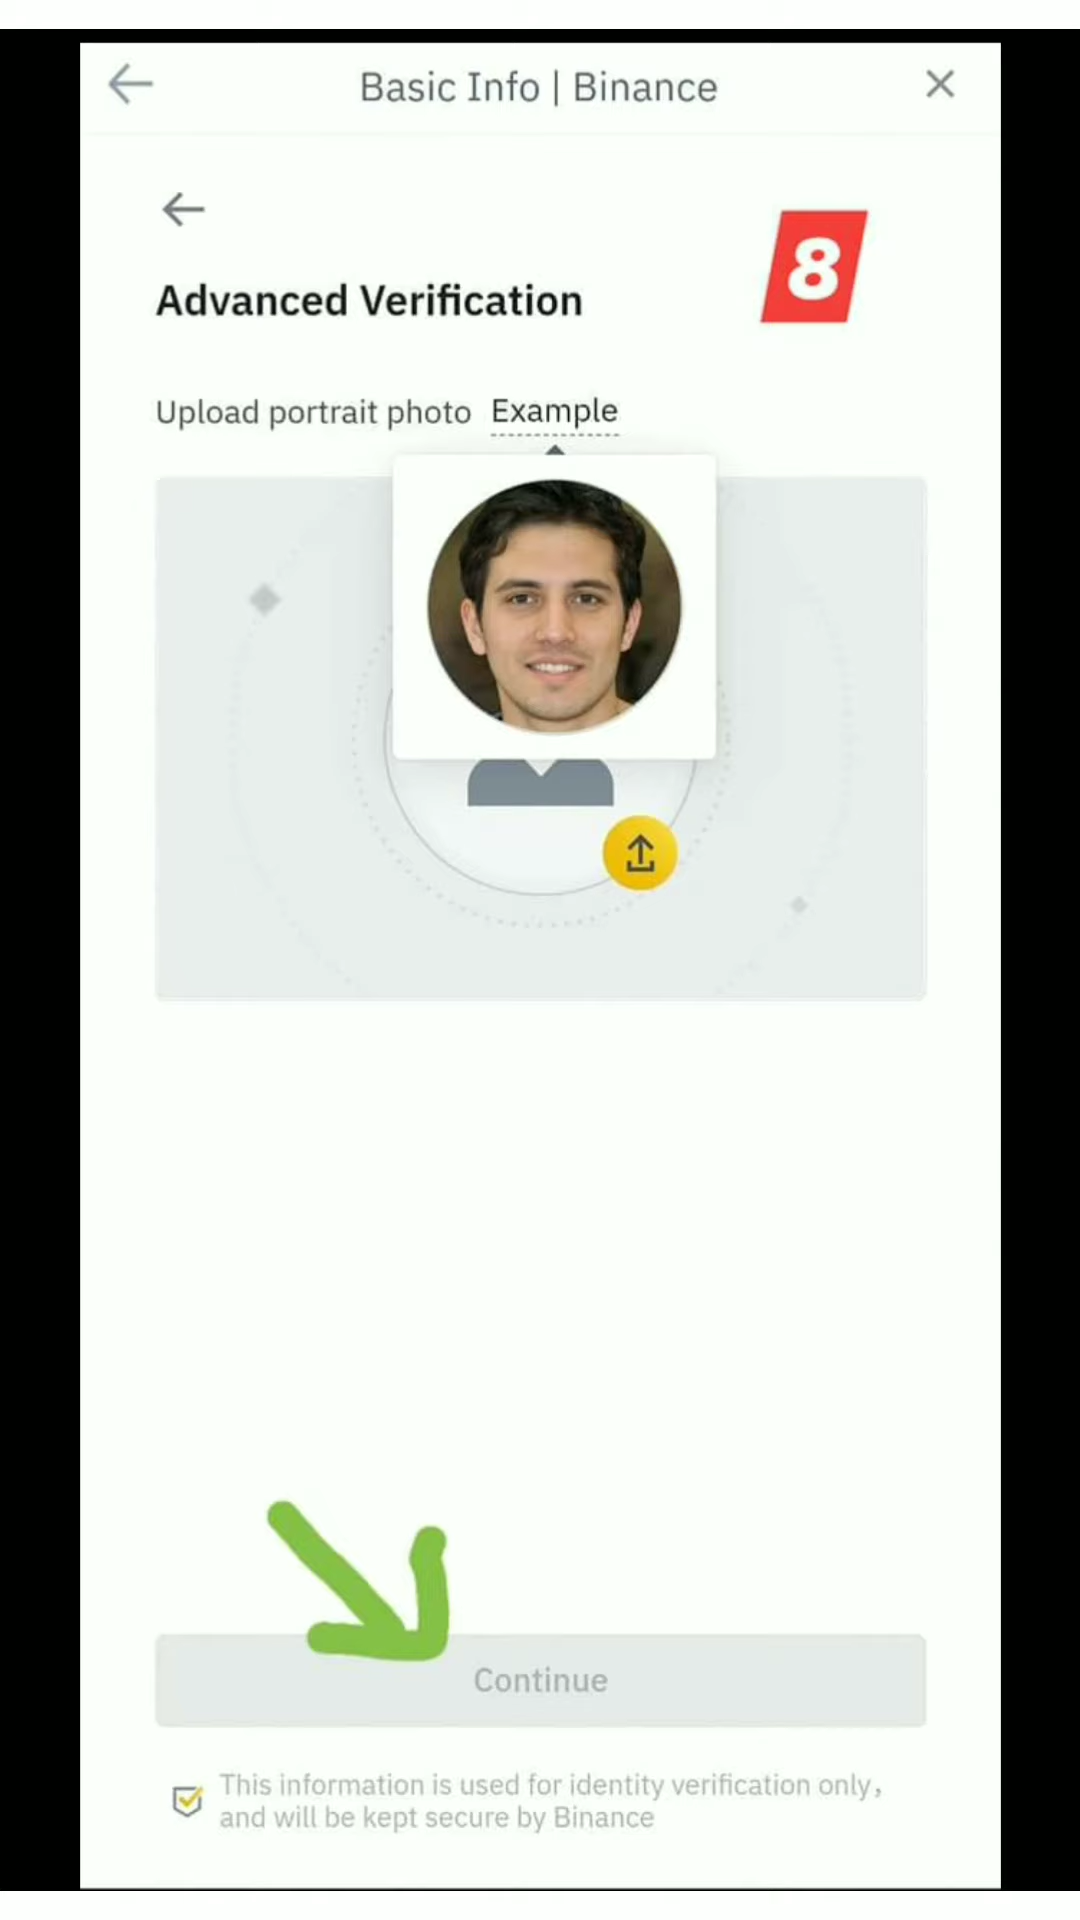 Basic Info | Binance
8
Advanced Verification
Upload portrait photo Example
Continue
This information is used for identity verification only,
and will be kept secure by Binance